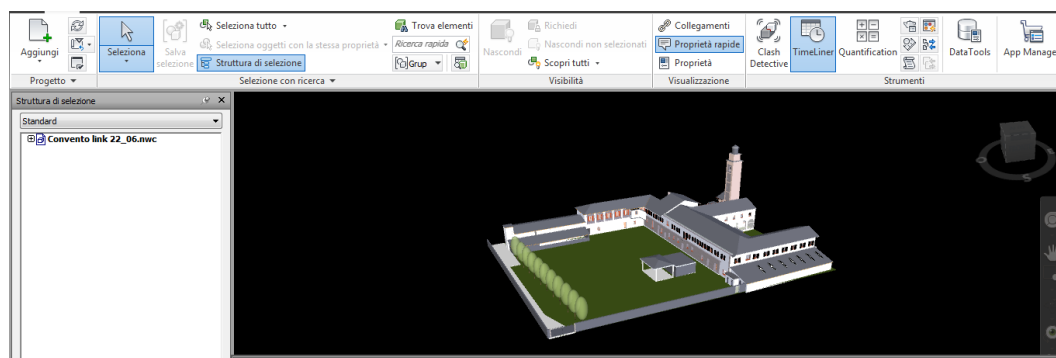 Aggiungi
Seleziona
Salva
selezione
Seleziona tutto
Seleziona oggetti con la stessa proprietà
Struttura di selezione
Trova elementi
Ricerca rapida
Grup
Nascondi
Richiedi
Nascondi non selezionati
Scopri tutti
Collegamenti
Proprietà rapide
Proprietà
Clash
Detective
TimeLiner
Quantification
DataTools
App Manage
Progetto
Selezione con ricerca
Visibilità
Visualizzazione
Strumenti
Struttura di selezione
Standard
Convento link 22_06.nwc